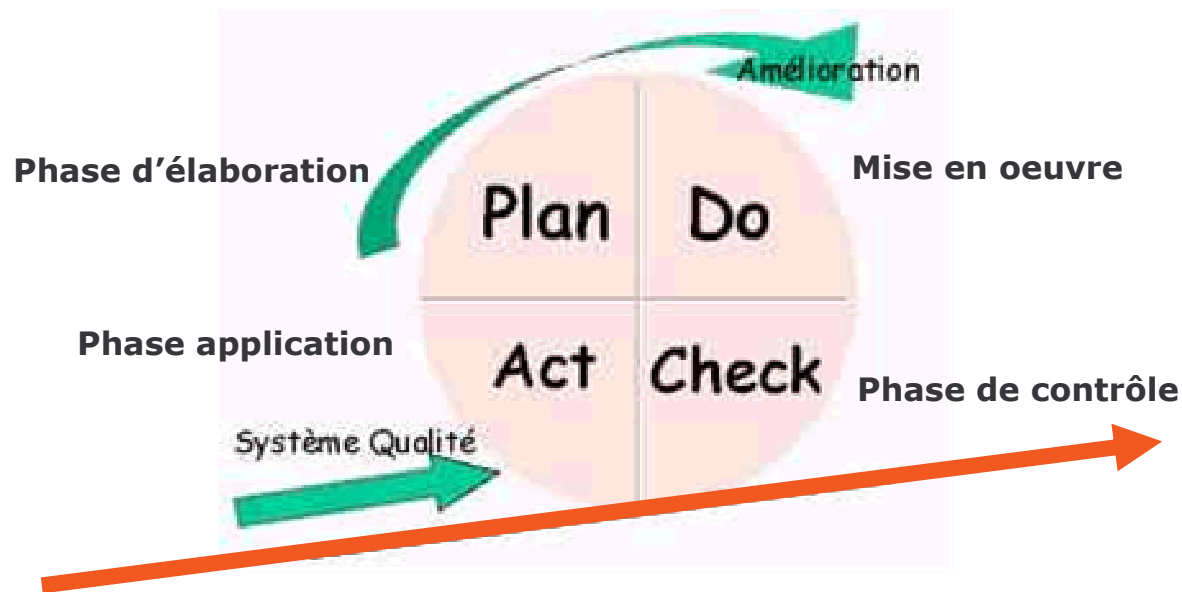 Amélioration
Phase d’élaboration
Mise en oeuvre
Plan
Do
Phase application
Act
Check
Phase de contrôle
Système Qualité